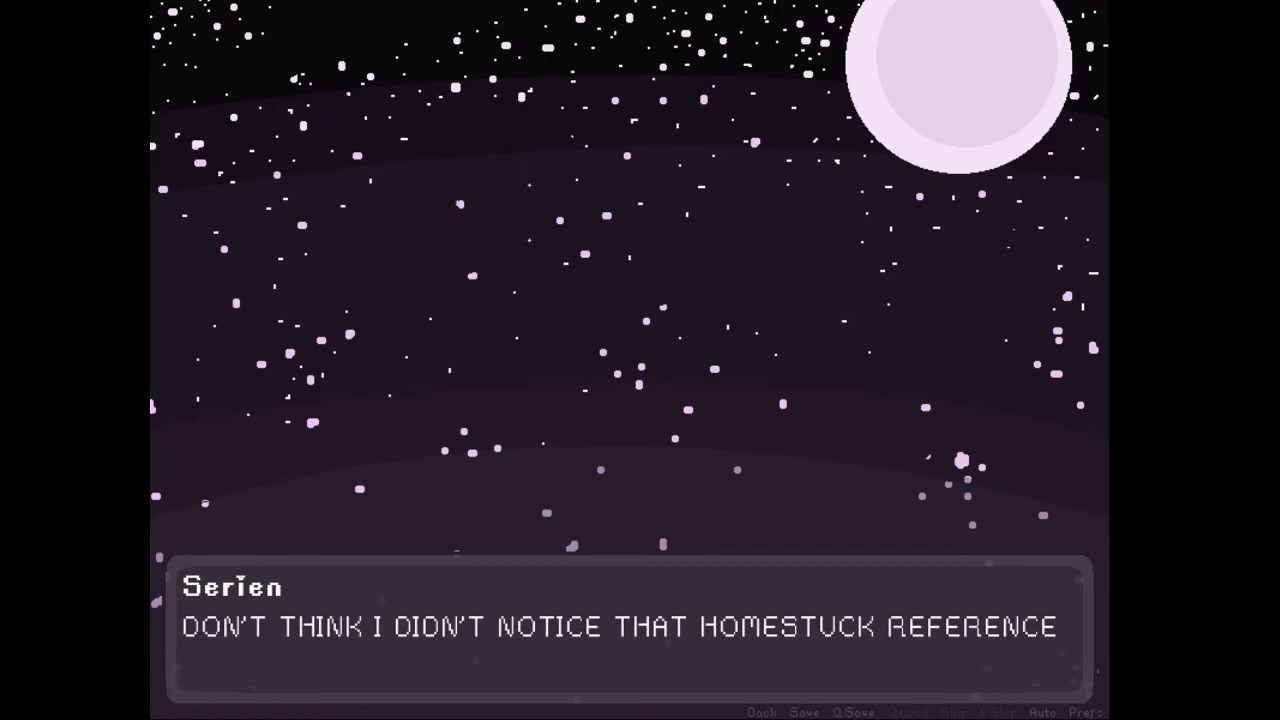 Serien
DON'T THINK I DIDN'T NOTICE THAT HOMESTUCK REFERENCE
Back Save Q.Save Q.Load Skip F.Skip Auto Prefs